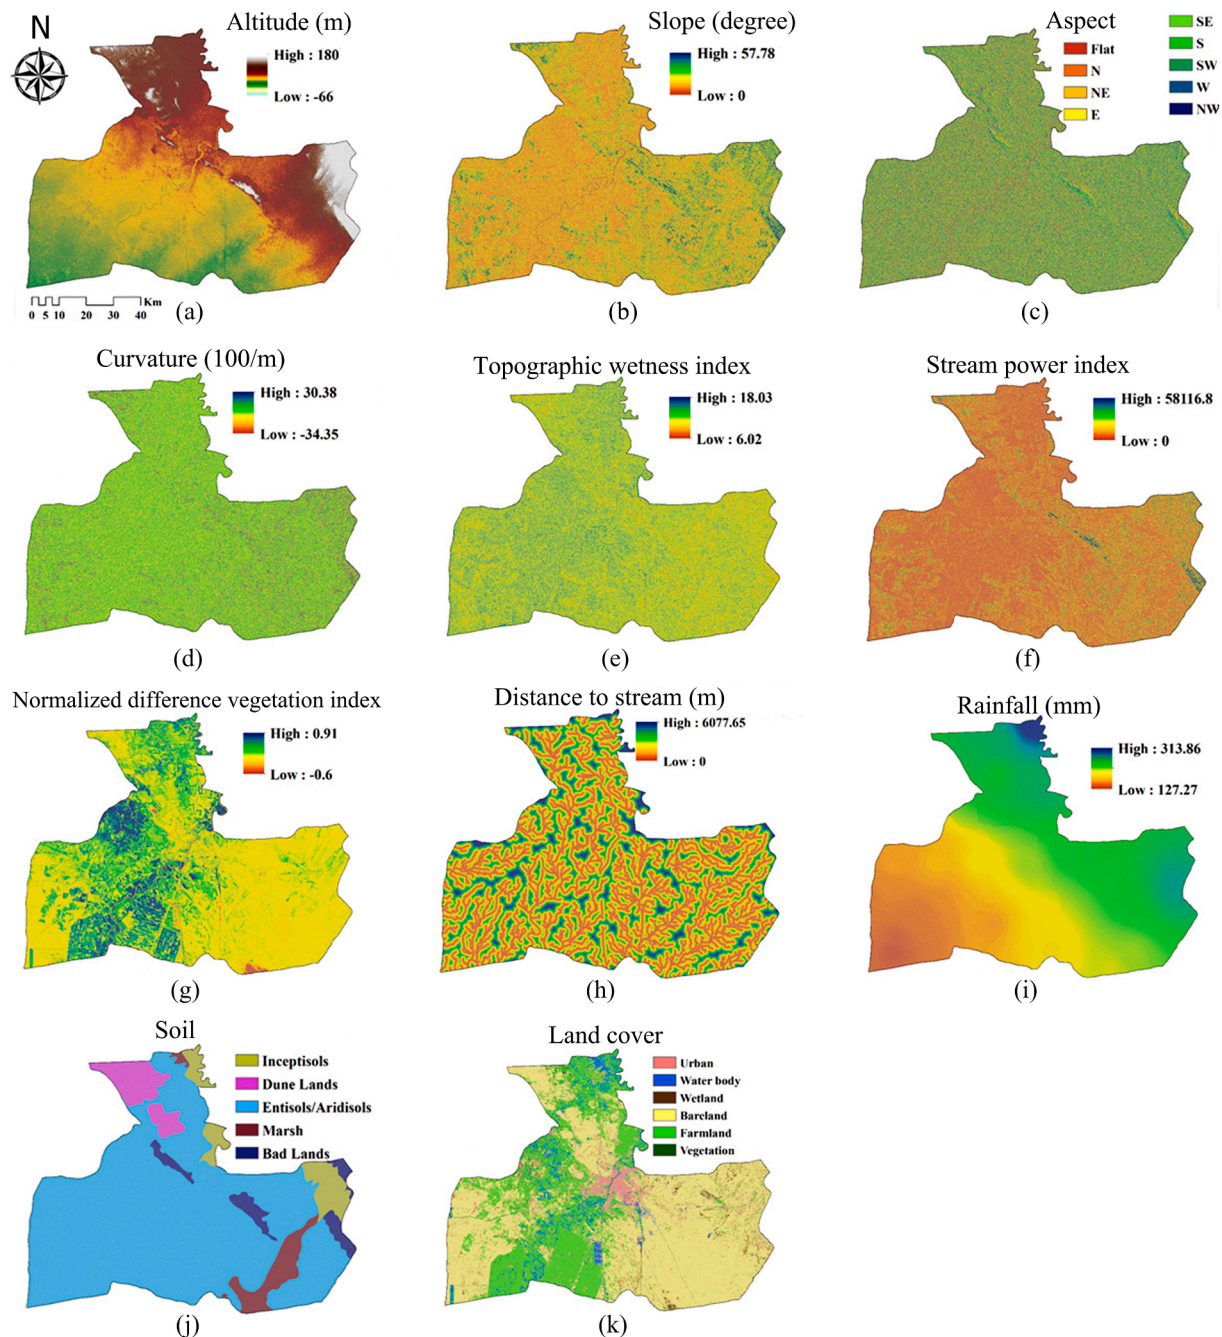 N
Altitude (m)
High : 180
Low : -66
0 5 10 20 30 40 Km
(a)
Slope (degree)
High : 57.78
Low : 0
(b)
Aspect
Flat
N
NE
E
SE
S
SW
W
NW
(c)
Curvature (100/m)
High : 30.38
Low : -34.35
(d)
Topographic wetness index
High : 18.03
Low : 6.02
(e)
Stream power index
High : 58116.8
Low : 0
(f)
Normalized difference vegetation index
High : 0.91
Low : -0.6
(g)
Distance to stream (m)
High : 6077.65
Low : 0
(h)
Rainfall (mm)
High : 313.86
Low : 127.27
(i)
Soil
Inceptisols
Dune Lands
Entisols/Aridisols
Marsh
Bad Lands
(j)
Land cover
Urban
Water body
Wetland
Bareland
Farmland
Vegetation
(k)